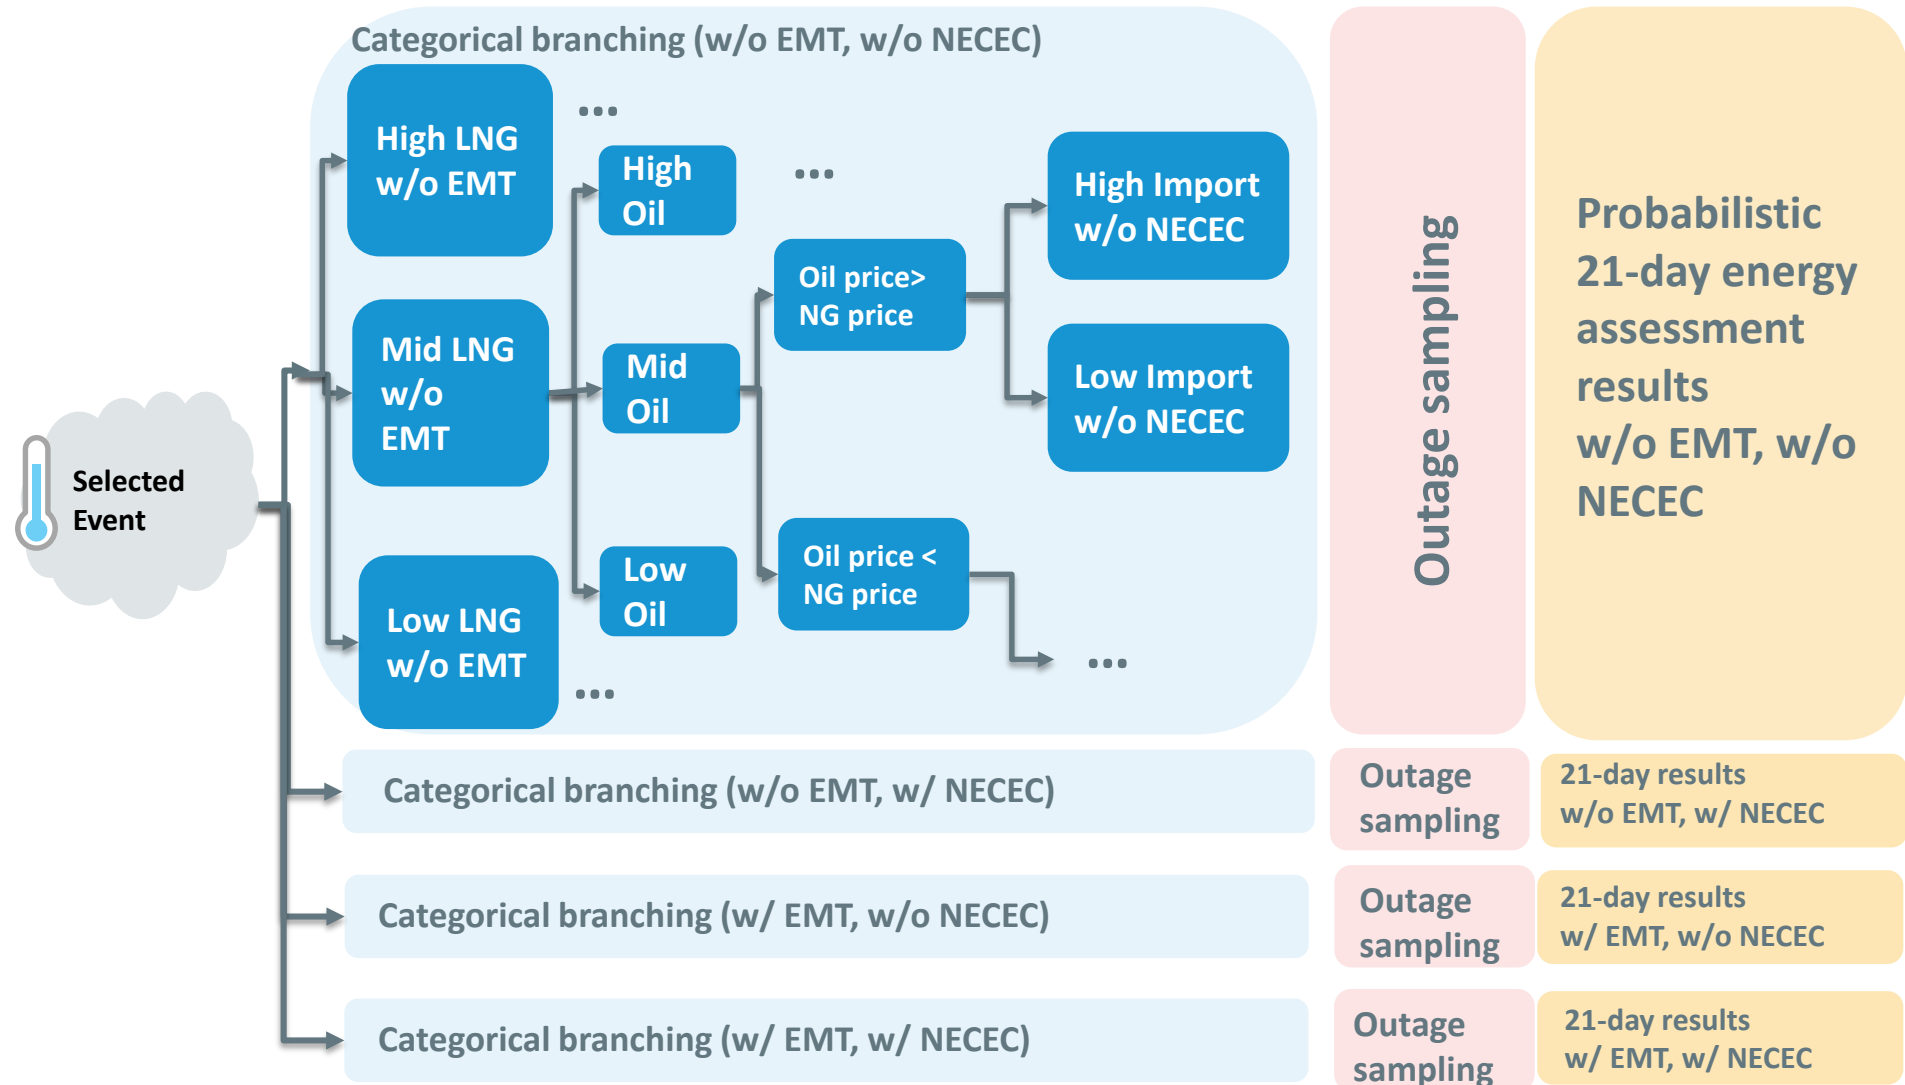 Categorical branching (w/o EMT, w/o NECEC)
High LNG
w/o EMT
...
High
Oil
...
High Import
w/o NECEC
Oil price>
NG price
Mid LNG
w/o
EMT
Mid
Oil
Low Import
w/o NECEC
Selected
Event
Low
Oil
Oil price <
NG price
Low LNG
w/o EMT
...
...
Outage sampling
Probabilistic
21-day energy
assessment
results
w/o EMT, w/o
NECEC
Categorical branching (w/o EMT, w/ NECEC)
Outage
sampling
21-day results
w/o EMT, w/ NECEC
Categorical branching (w/ EMT, w/o NECEC)
Outage
sampling
21-day results
w/ EMT, w/o NECEC
Categorical branching (w/ EMT, w/ NECEC)
Outage
sampling
21-day results
w/ EMT, w/ NECEC